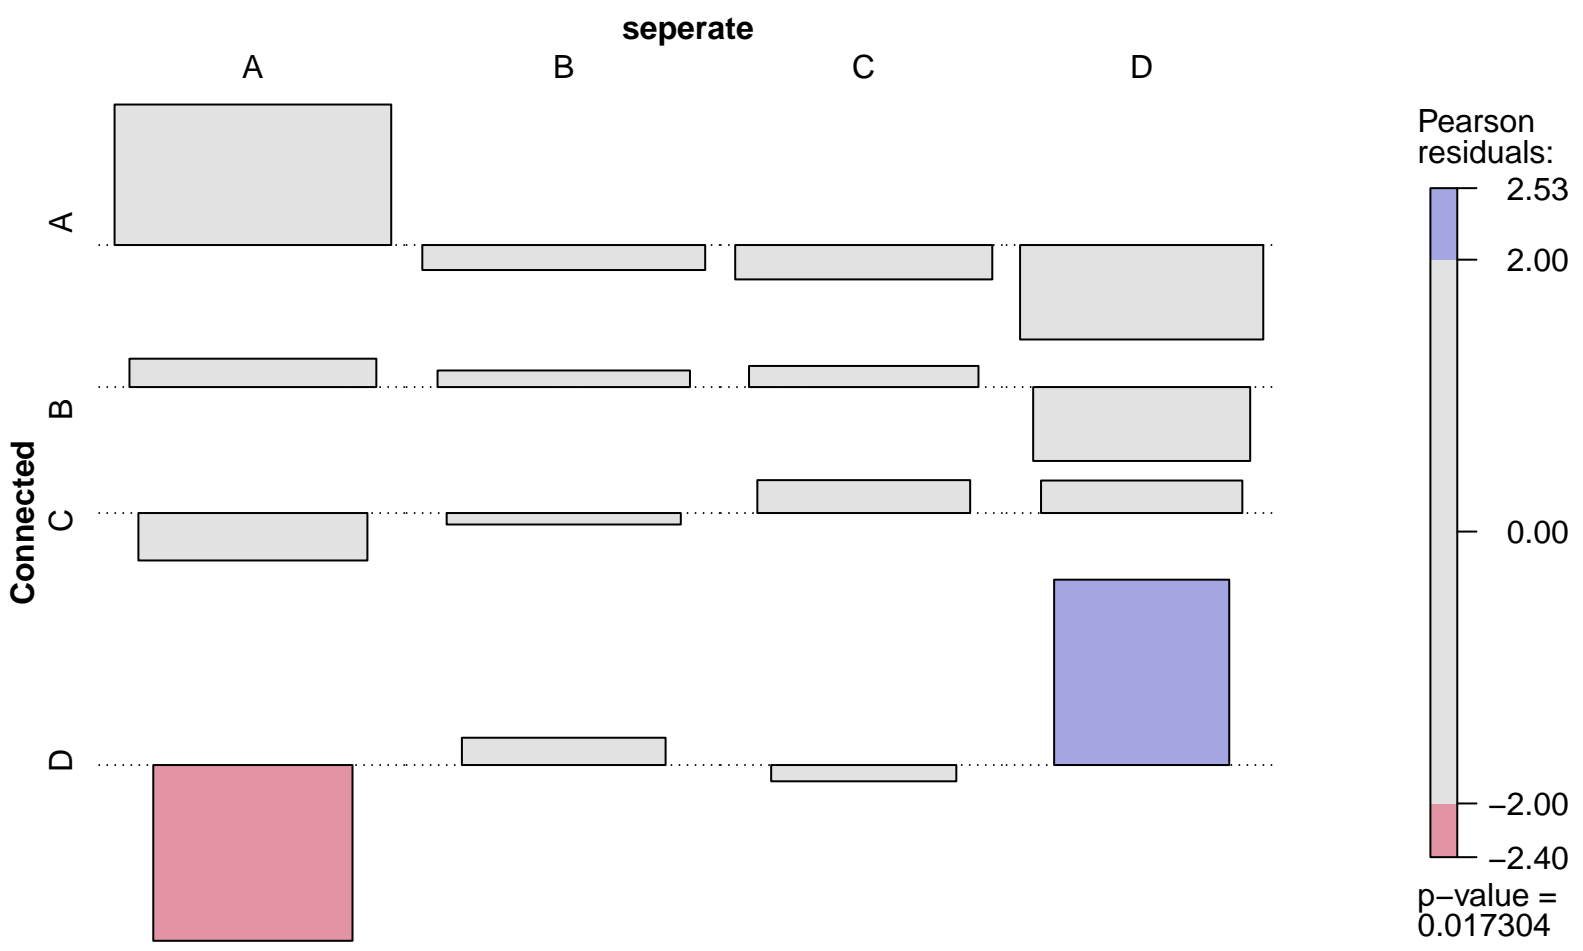 seperate
A B C D
A
B
C
D
Connected
Pearson
residuals:
2.53
2.00
0.00
−2.00
−2.40
p−value =
0.017304